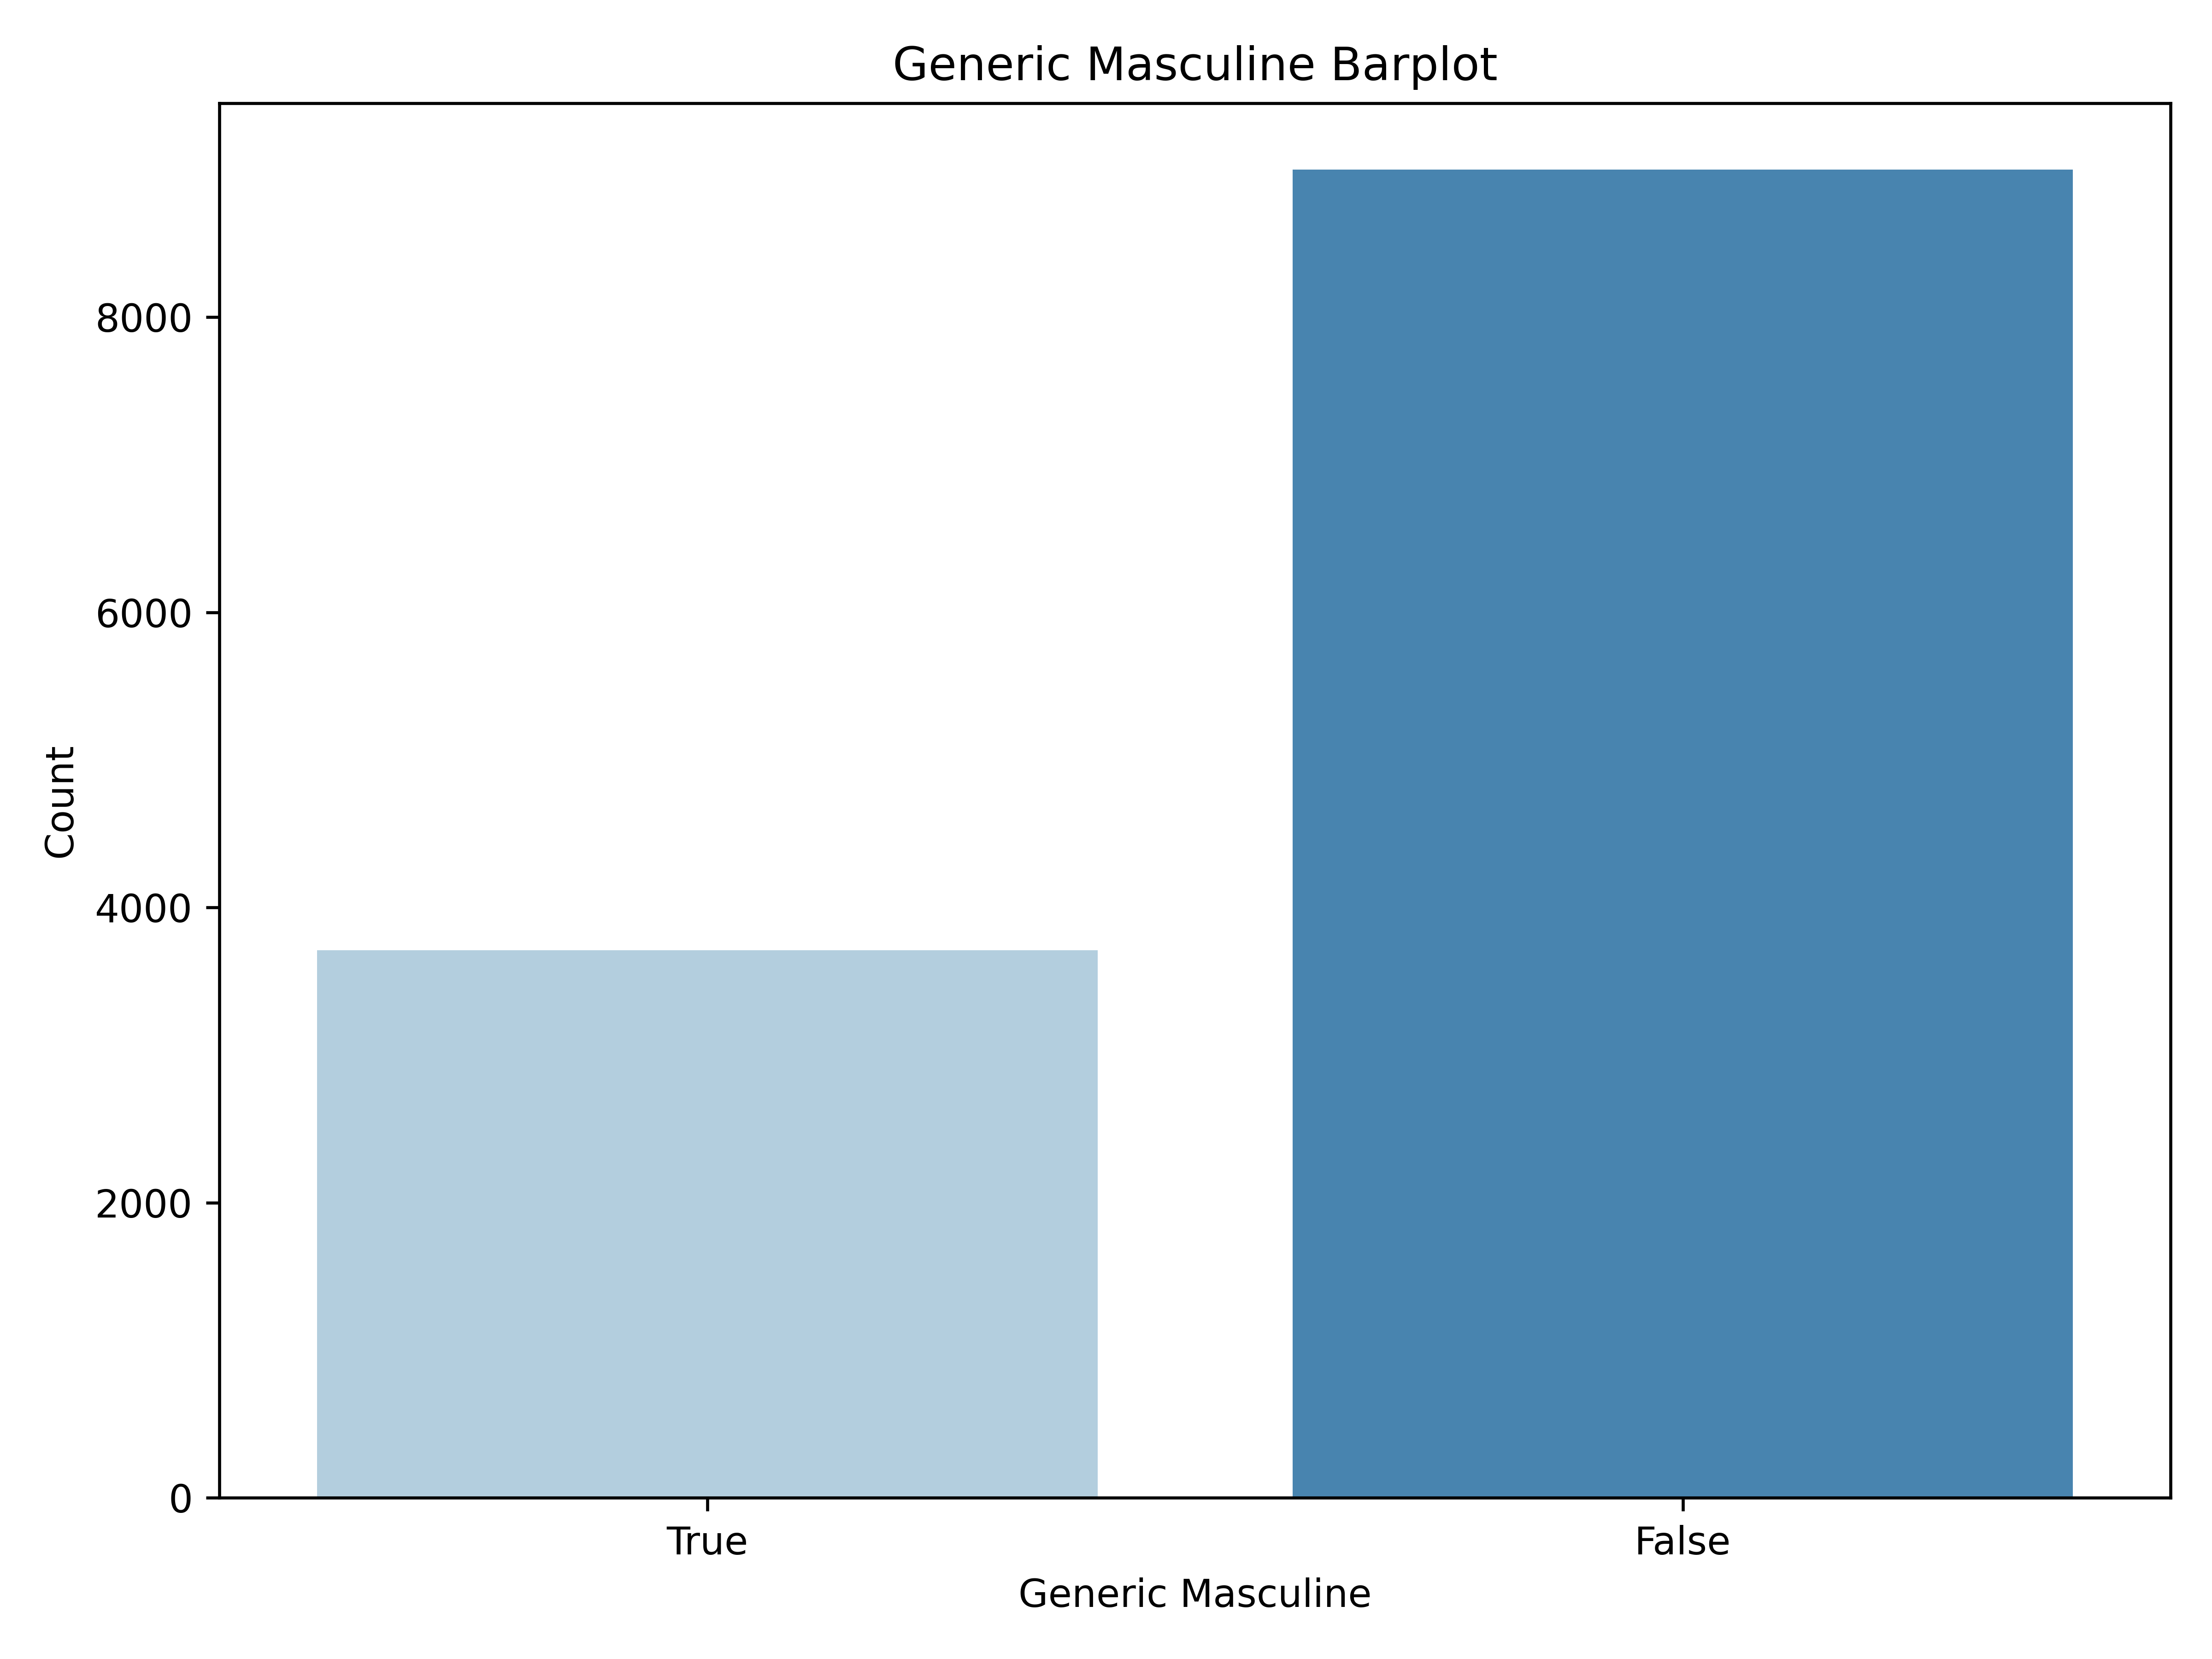 Generic Masculine Barplot
8000
6000
4000
2000
0
Count
True
False
Generic Masculine